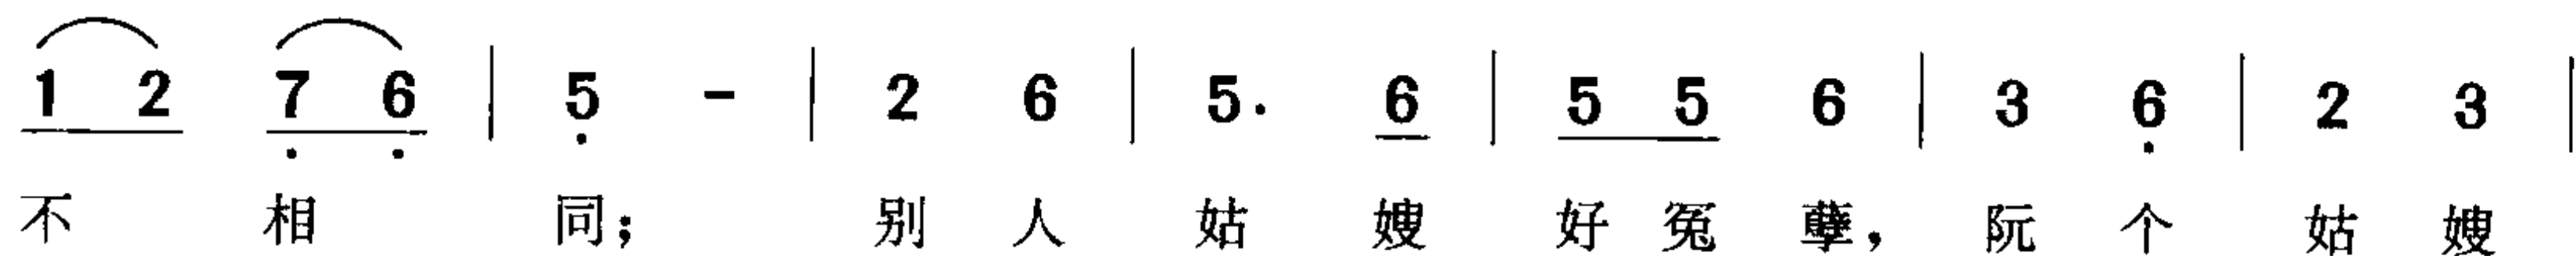 1 2 7 6 | 5 - | 2 6 | 5. 6 | 5 5 6 | 3 6 | 2 3 |
不 相 同； 别 人 姑 嫂 好 冤 孽， 阮 个 姑 嫂